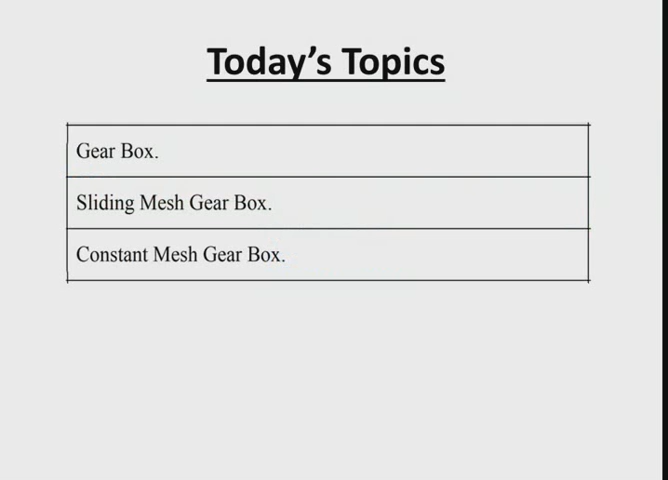 Today's Topics
Gear Box.
Sliding Mesh Gear Box.
Constant Mesh Gear Box.